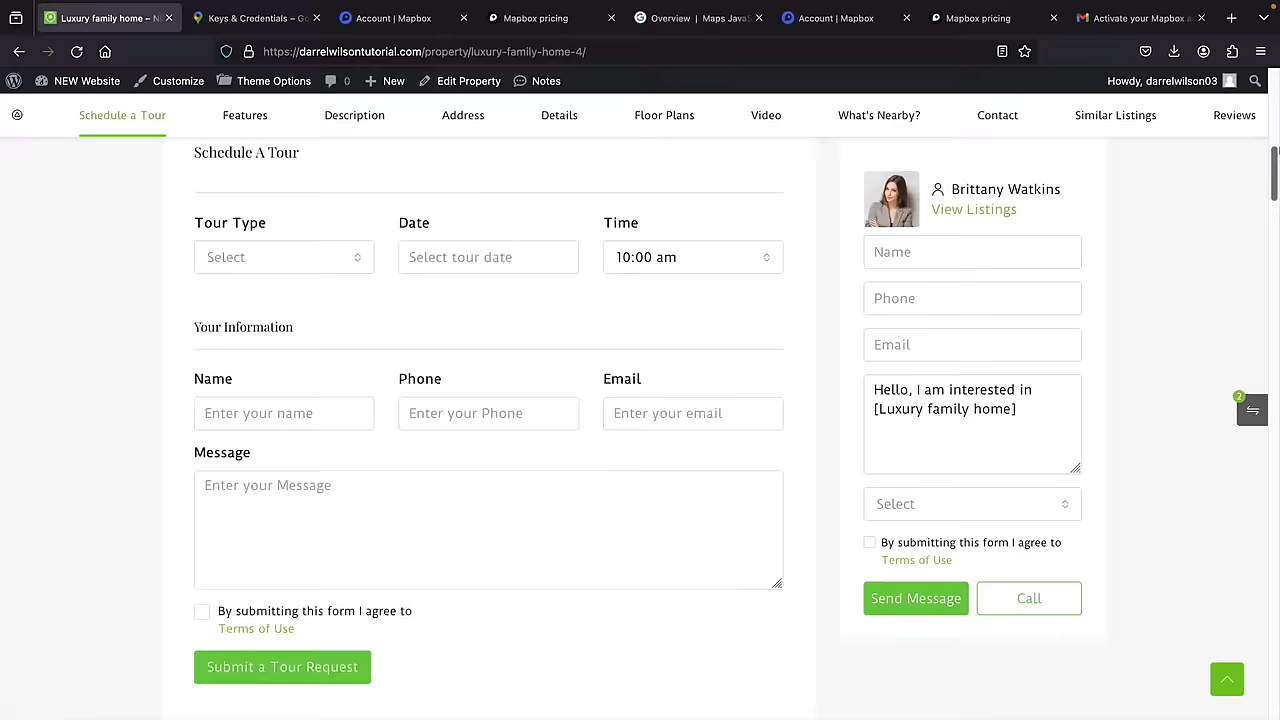 Luxury family home – N
Keys & Credentials – Go
Account | Mapbox
Mapbox pricing
Overview | Maps JavaS
Account | Mapbox
Mapbox pricing
Activate your Mapbox a
https://darrelwilsontutorial.com/property/luxury-family-home-4/
NEW Website
Customize
Theme Options
0
New
Edit Property
Notes
Howdy, darrelwilson03
Schedule a Tour
Features
Description
Address
Details
Floor Plans
Video
What's Nearby?
Contact
Similar Listings
Reviews
Schedule A Tour
Tour Type
Date
Time
Select
Select tour date
10:00 am
Your Information
Name
Phone
Email
Enter your name
Enter your Phone
Enter your email
Message
Enter your Message
By submitting this form I agree to
Terms of Use
Submit a Tour Request
Brittany Watkins
View Listings
Name
Phone
Email
Hello, I am interested in
[Luxury family home]
Select
By submitting this form I agree to
Terms of Use
Send Message
Call
2